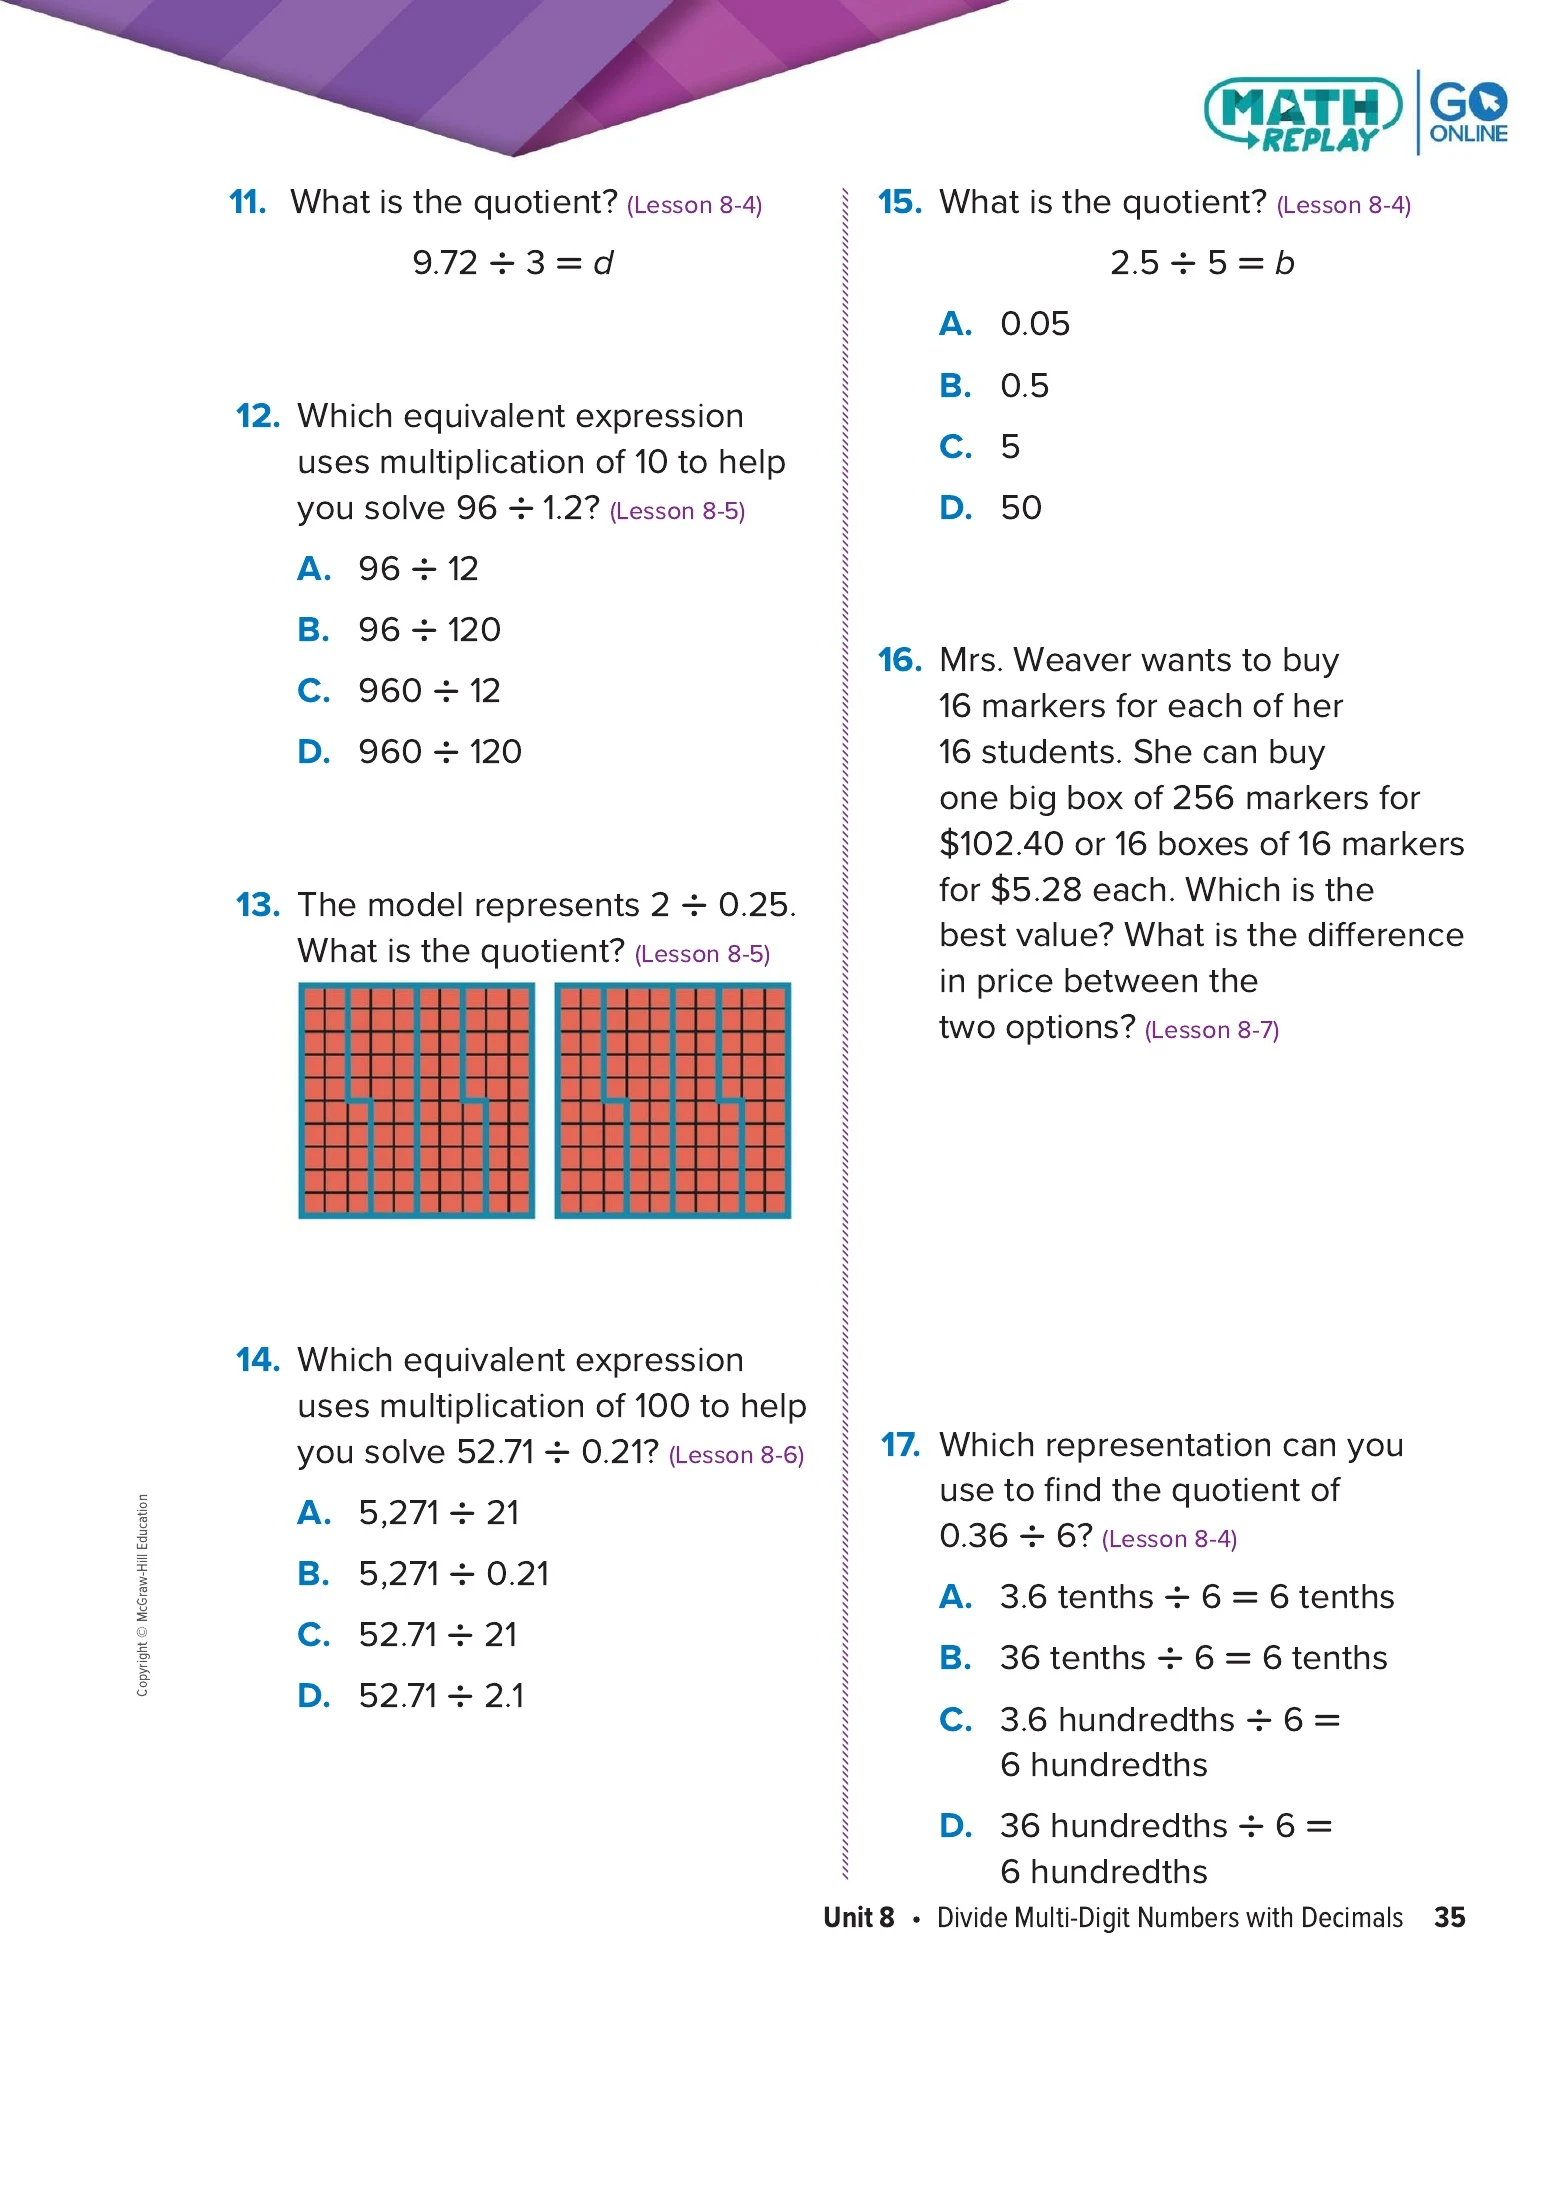 MATH
REPLAY
GO
ONLINE
11. What is the quotient? (Lesson 8-4)
9.72 ÷ 3 = d
12. Which equivalent expression
uses multiplication of 10 to help
you solve 96 ÷ 1.2? (Lesson 8-5)
A. 96 ÷ 12
B. 96 ÷ 120
C. 960 ÷ 12
D. 960 ÷ 120
13. The model represents 2 ÷ 0.25.
What is the quotient? (Lesson 8-5)
14. Which equivalent expression
uses multiplication of 100 to help
you solve 52.71 ÷ 0.21? (Lesson 8-6)
A. 5,271 ÷ 21
B. 5,271 ÷ 0.21
C. 52.71 ÷ 21
D. 52.71 ÷ 2.1
15. What is the quotient? (Lesson 8-4)
2.5 ÷ 5 = b
A. 0.05
B. 0.5
C. 5
D. 50
16. Mrs. Weaver wants to buy
16 markers for each of her
16 students. She can buy
one big box of 256 markers for
$102.40 or 16 boxes of 16 markers
for $5.28 each. Which is the
best value? What is the difference
in price between the
two options? (Lesson 8-7)
17. Which representation can you
use to find the quotient of
0.36 ÷ 6? (Lesson 8-4)
A. 3.6 tenths ÷ 6 = 6 tenths
B. 36 tenths ÷ 6 = 6 tenths
C. 3.6 hundredths ÷ 6 =
6 hundredths
D. 36 hundredths ÷ 6 =
6 hundredths
Copyright © McGraw-Hill Education
Unit 8 • Divide Multi-Digit Numbers with Decimals 35